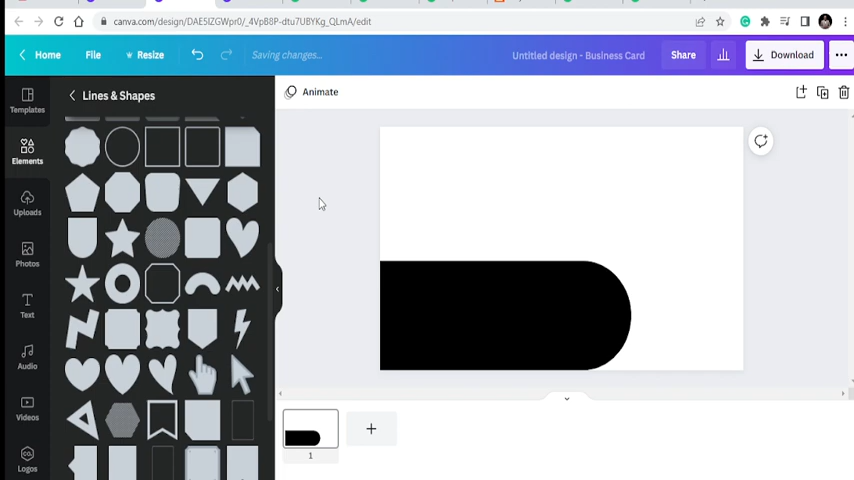 canva.com/design/DAE5IZGWpr0/_4VpB8P-dtu7UBYKg_QLmA/edit
Home
File
Resize
Saving changes...
Untitled design - Business Card
Share
Download
Templates
Elements
Uploads
Photos
Text
Audio
Videos
Logos
Lines & Shapes
Animate
1